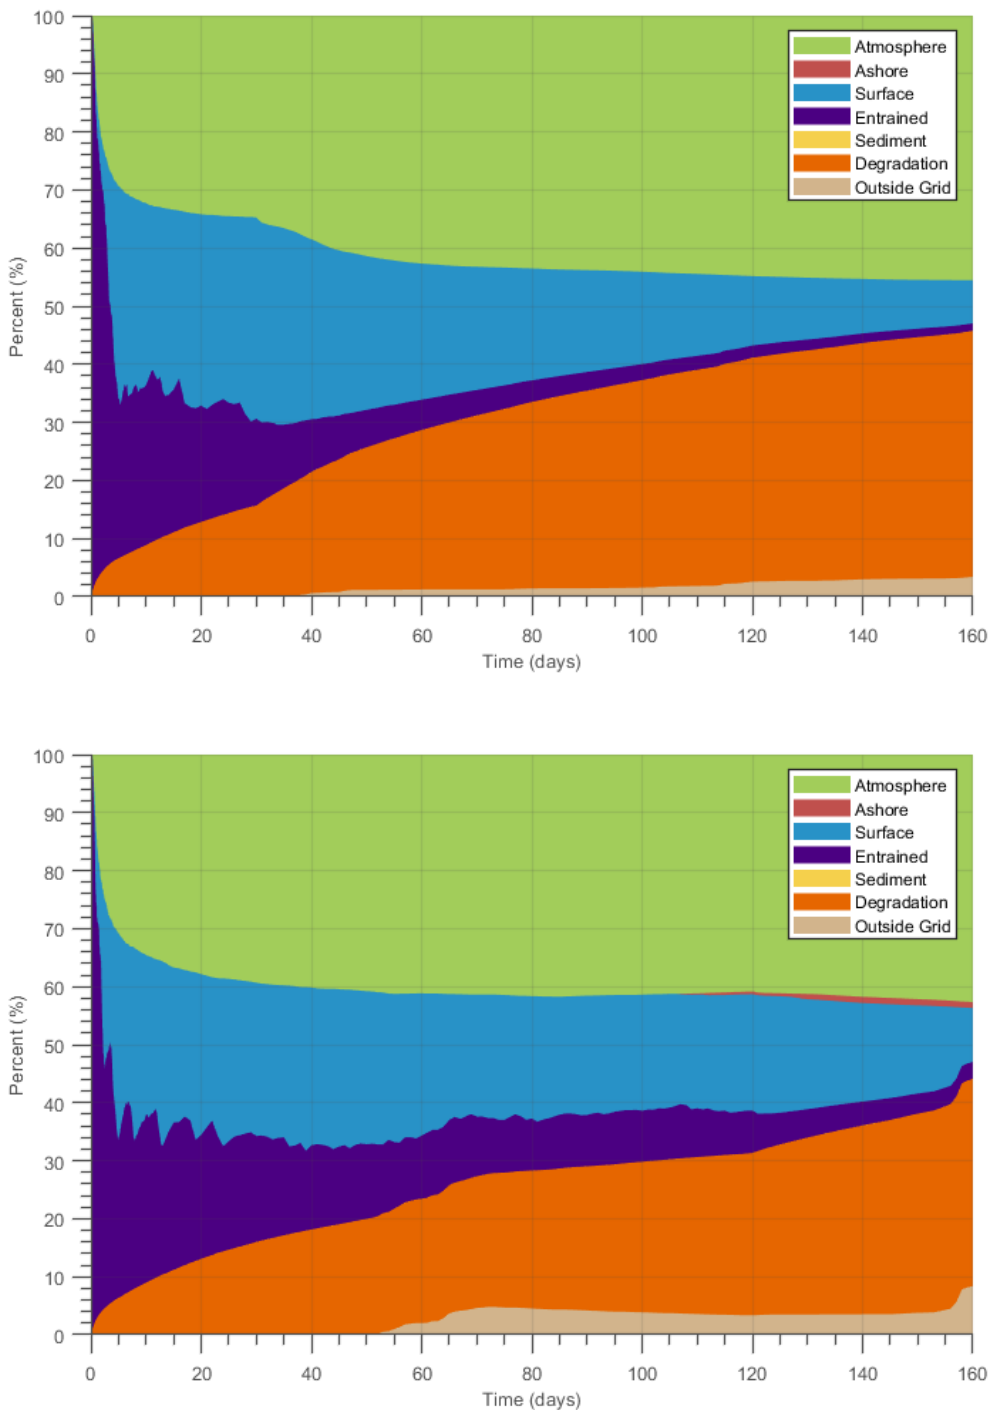 100
90
80
70
60
50
40
30
20
10
0
Percent (%)
Atmosphere
Ashore
Surface
Entrained
Sediment
Degradation
Outside Grid
0 20 40 60 80 100 120 140 160
Time (days)
100
90
80
70
60
50
40
30
20
10
0
Percent (%)
Atmosphere
Ashore
Surface
Entrained
Sediment
Degradation
Outside Grid
0 20 40 60 80 100 120 140 160
Time (days)